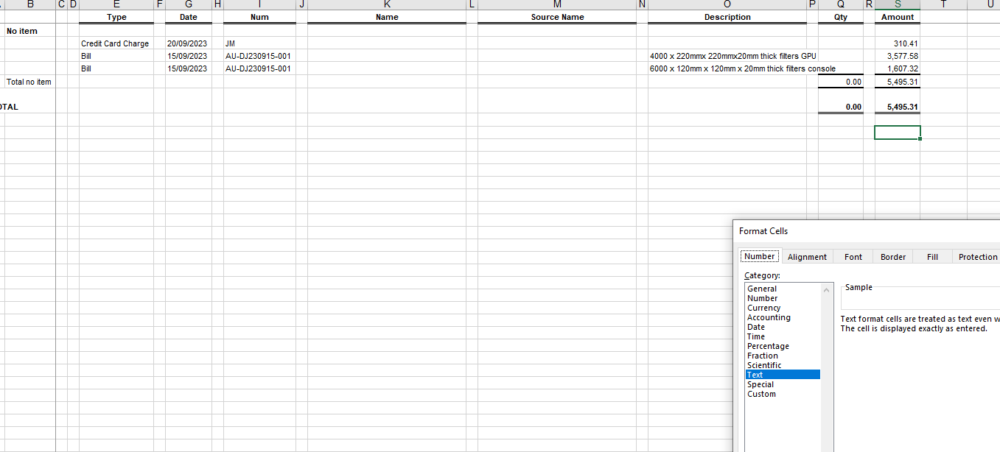 B C D E F G H I J K L M N O P Q R S T U
Type Date Num Name Source Name Description Qty Amount
No item
Credit Card Charge 20/09/2023 JM 310.41
Bill 15/09/2023 AU-DJ230915-001 4000 x 220mmx 220mmx20mm thick filters GPU 3,577.58
Bill 15/09/2023 AU-DJ230915-001 6000 x 120mm x 120mm x 20mm thick filters console 1,607.32
Total no item 0.00 5,495.31
OTAL 0.00 5,495.31
Format Cells
Number Alignment Font Border Fill Protection
Category:
Sample
General
Number
Currency
Accounting
Date
Time
Percentage
Fraction
Scientific
Text
Special
Custom
Text format cells are treated as text even w
The cell is displayed exactly as entered.